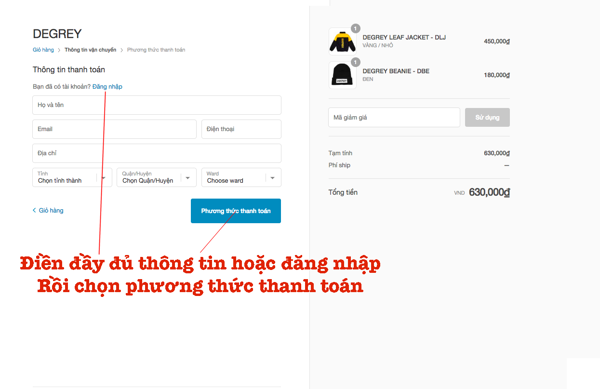 DEGREY
Giỏ hàng > Thông tin vận chuyển > Phương thức thanh toán
Thông tin thanh toán
Bạn đã có tài khoản? Đăng nhập
Họ và tên
Email
Điện thoại
Địa chỉ
Tỉnh
Chọn tỉnh thành
Quận/Huyện
Chọn Quận/Huyện
Ward
Choose ward
< Giỏ hàng
Phương thức thanh toán
Điền đầy đủ thông tin hoặc đăng nhập
Rồi chọn phương thức thanh toán
1
DEGREY LEAF JACKET - DLJ
VÀNG / NHỎ
450,000₫
1
DEGREY BEANIE - DBE
ĐEN
180,000₫
Mã giảm giá
Sử dụng
Tạm tính
630,000₫
Phí ship
—
Tổng tiền
VND 630,000₫